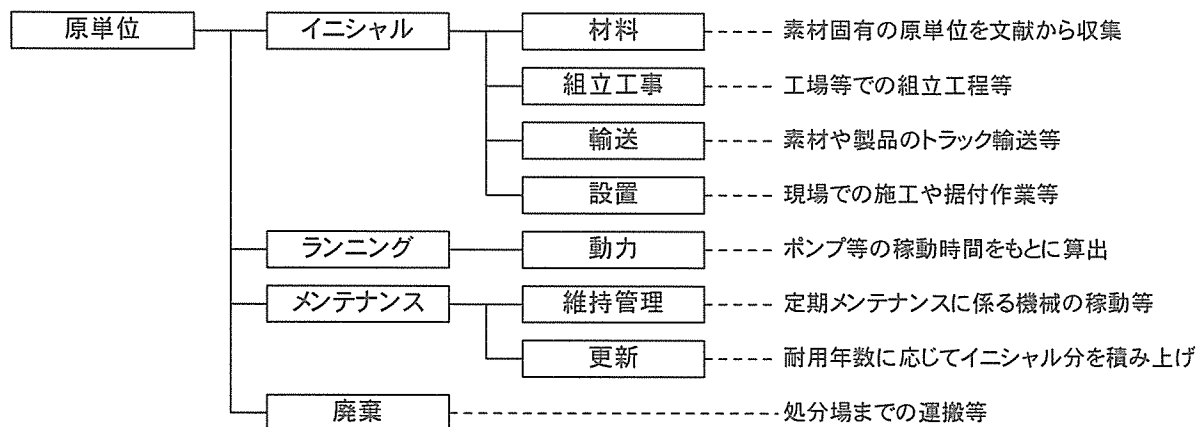 原単位
イニシャル
材料
素材固有の原単位を文献から収集
組立工事
工場等での組立工程等
輸送
素材や製品のトラック輸送等
設置
現場での施工や据付作業等
ランニング
動力
ポンプ等の稼動時間をもとに算出
メンテナンス
維持管理
定期メンテナンスに係る機械の稼動等
更新
耐用年数に応じてイニシャル分を積み上げ
廃棄
処分場までの運搬等